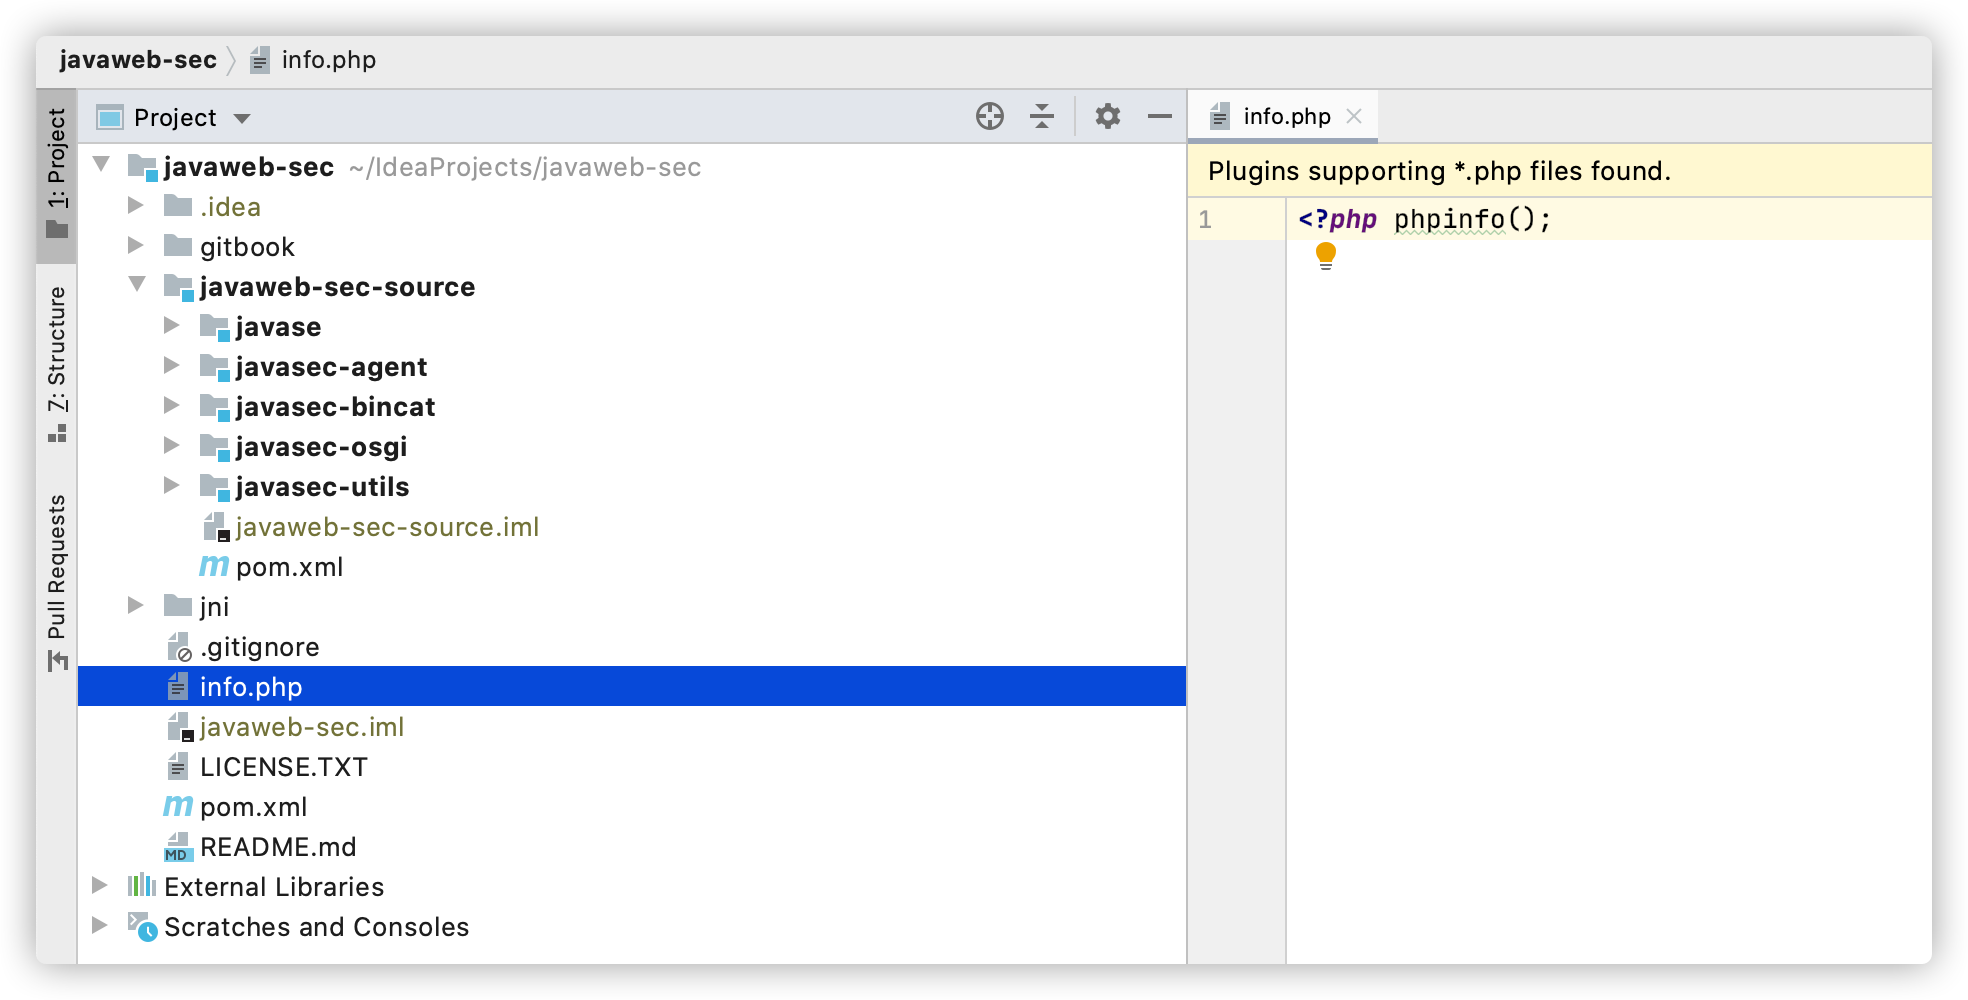 javaweb-sec
info.php
1: Project
7: Structure
Pull Requests
Project
javaweb-sec ~/IdeaProjects/javaweb-sec
.idea
gitbook
javaweb-sec-source
javase
javasec-agent
javasec-bincat
javasec-osgi
javasec-utils
javaweb-sec-source.iml
m pom.xml
jni
.gitignore
info.php
javaweb-sec.iml
LICENSE.TXT
m pom.xml
MD README.md
External Libraries
Scratches and Consoles
info.php
Plugins supporting *.php files found.
1 <?php phpinfo();